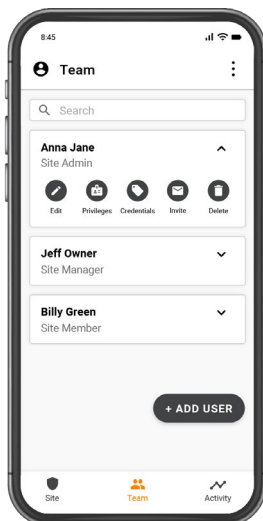 8:45
Team
Search
Anna Jane
Site Admin
Edit Privileges Credentials Invite Delete
Jeff Owner
Site Manager
Billy Green
Site Member
+ ADD USER
Site Team Activity